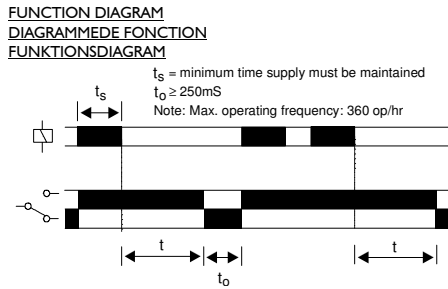 FUNCTION DIAGRAM
DIAGRAMMEDE FONCTION
FUNKTIONSDIAGRAM
ts = minimum time supply must be maintained
to ≥ 250mS
Note: Max. operating frequency: 360 op/hr
ts
t
t
to